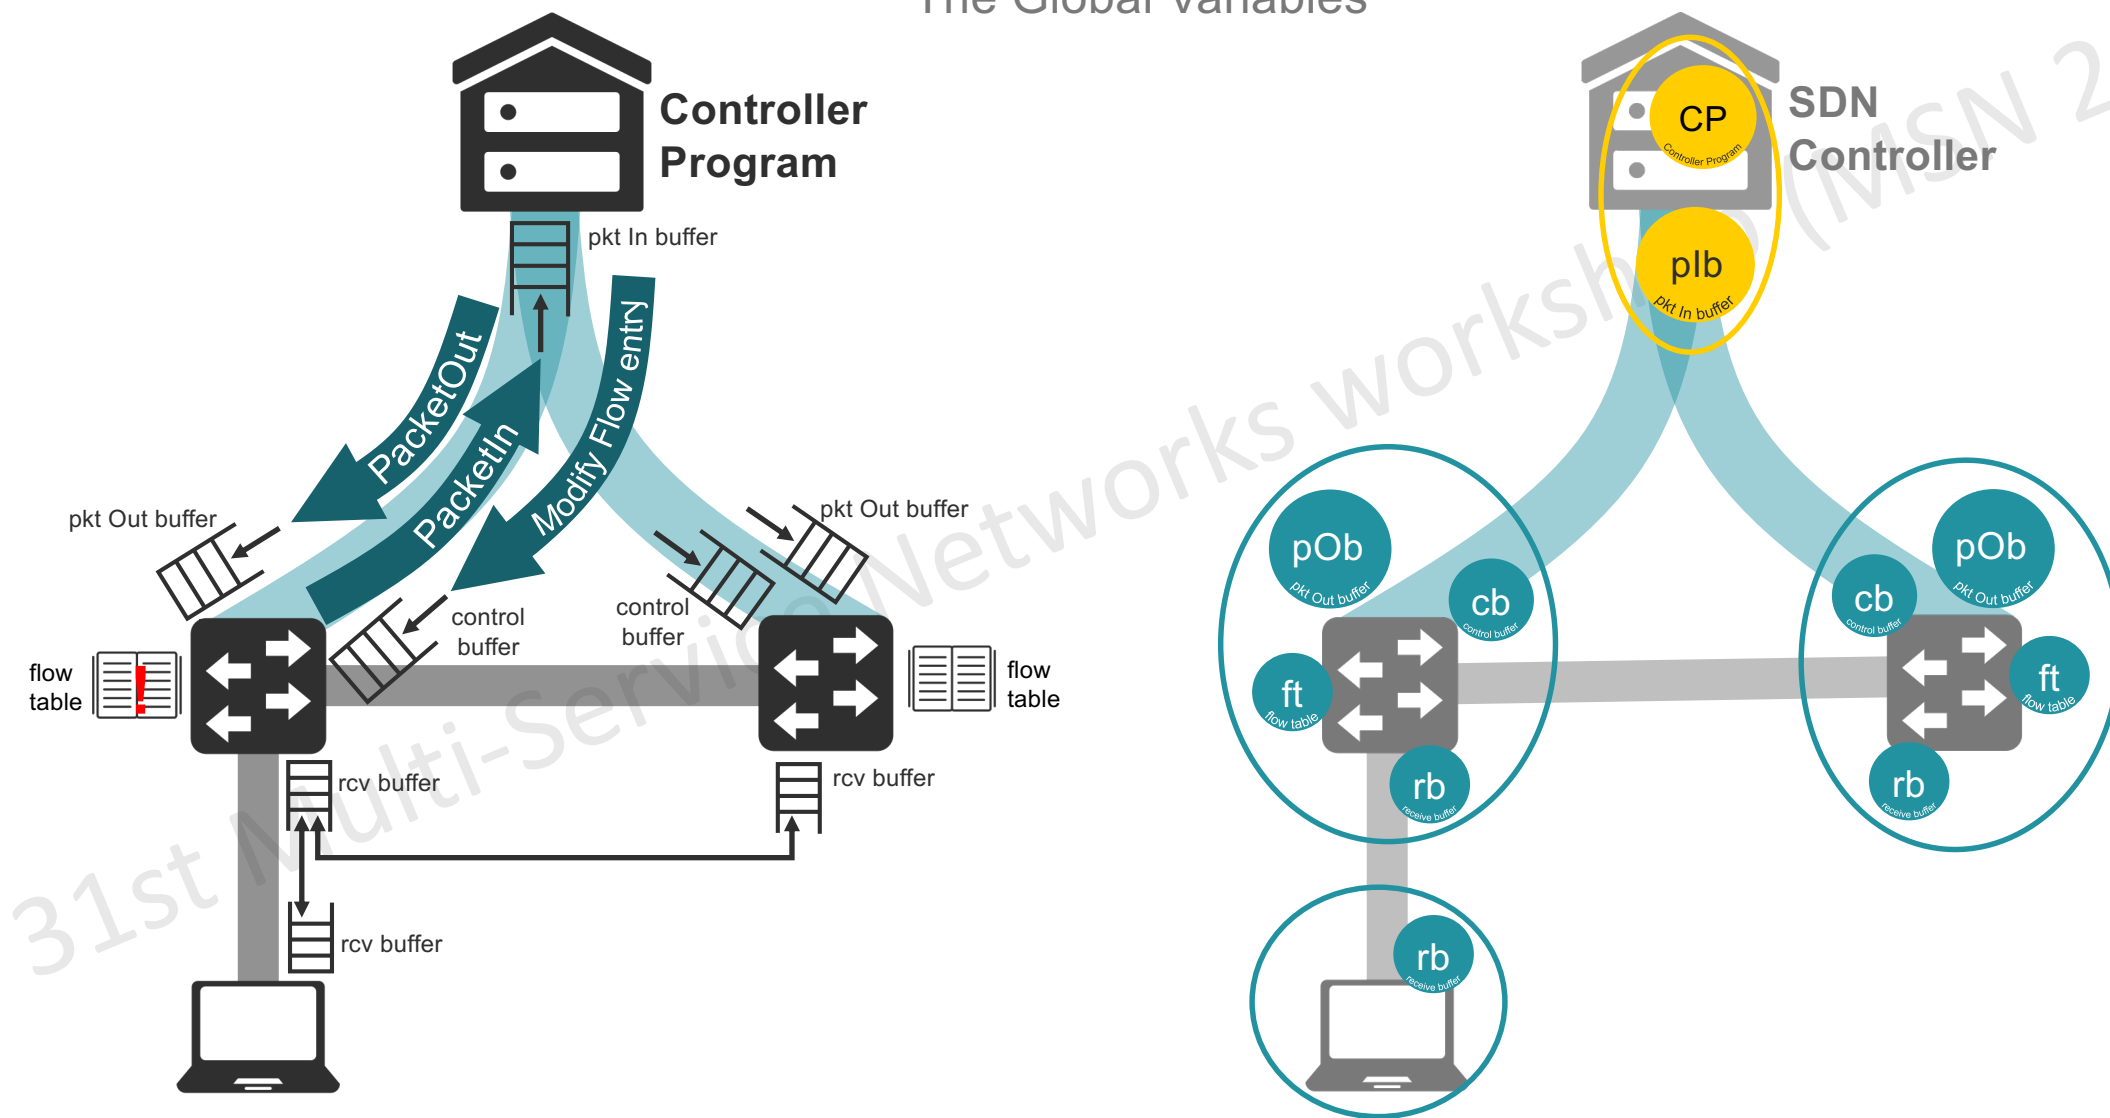 The Global Variables
Controller
Program
pkt In buffer
PacketOut
PacketIn
Modify Flow entry
pkt Out buffer
pkt Out buffer
control
buffer
control
buffer
flow
table
flow
table
rcv buffer
rcv buffer
rcv buffer
SDN
Controller
CP
Controller Program
pIb
pkt In buffer
pOb
pkt Out buffer
cb
control buffer
ft
flow table
rb
receive buffer
pOb
pkt Out buffer
cb
control buffer
ft
flow table
rb
receive buffer
rb
receive buffer
31st Multi-Service Networks workshop (MSN 2